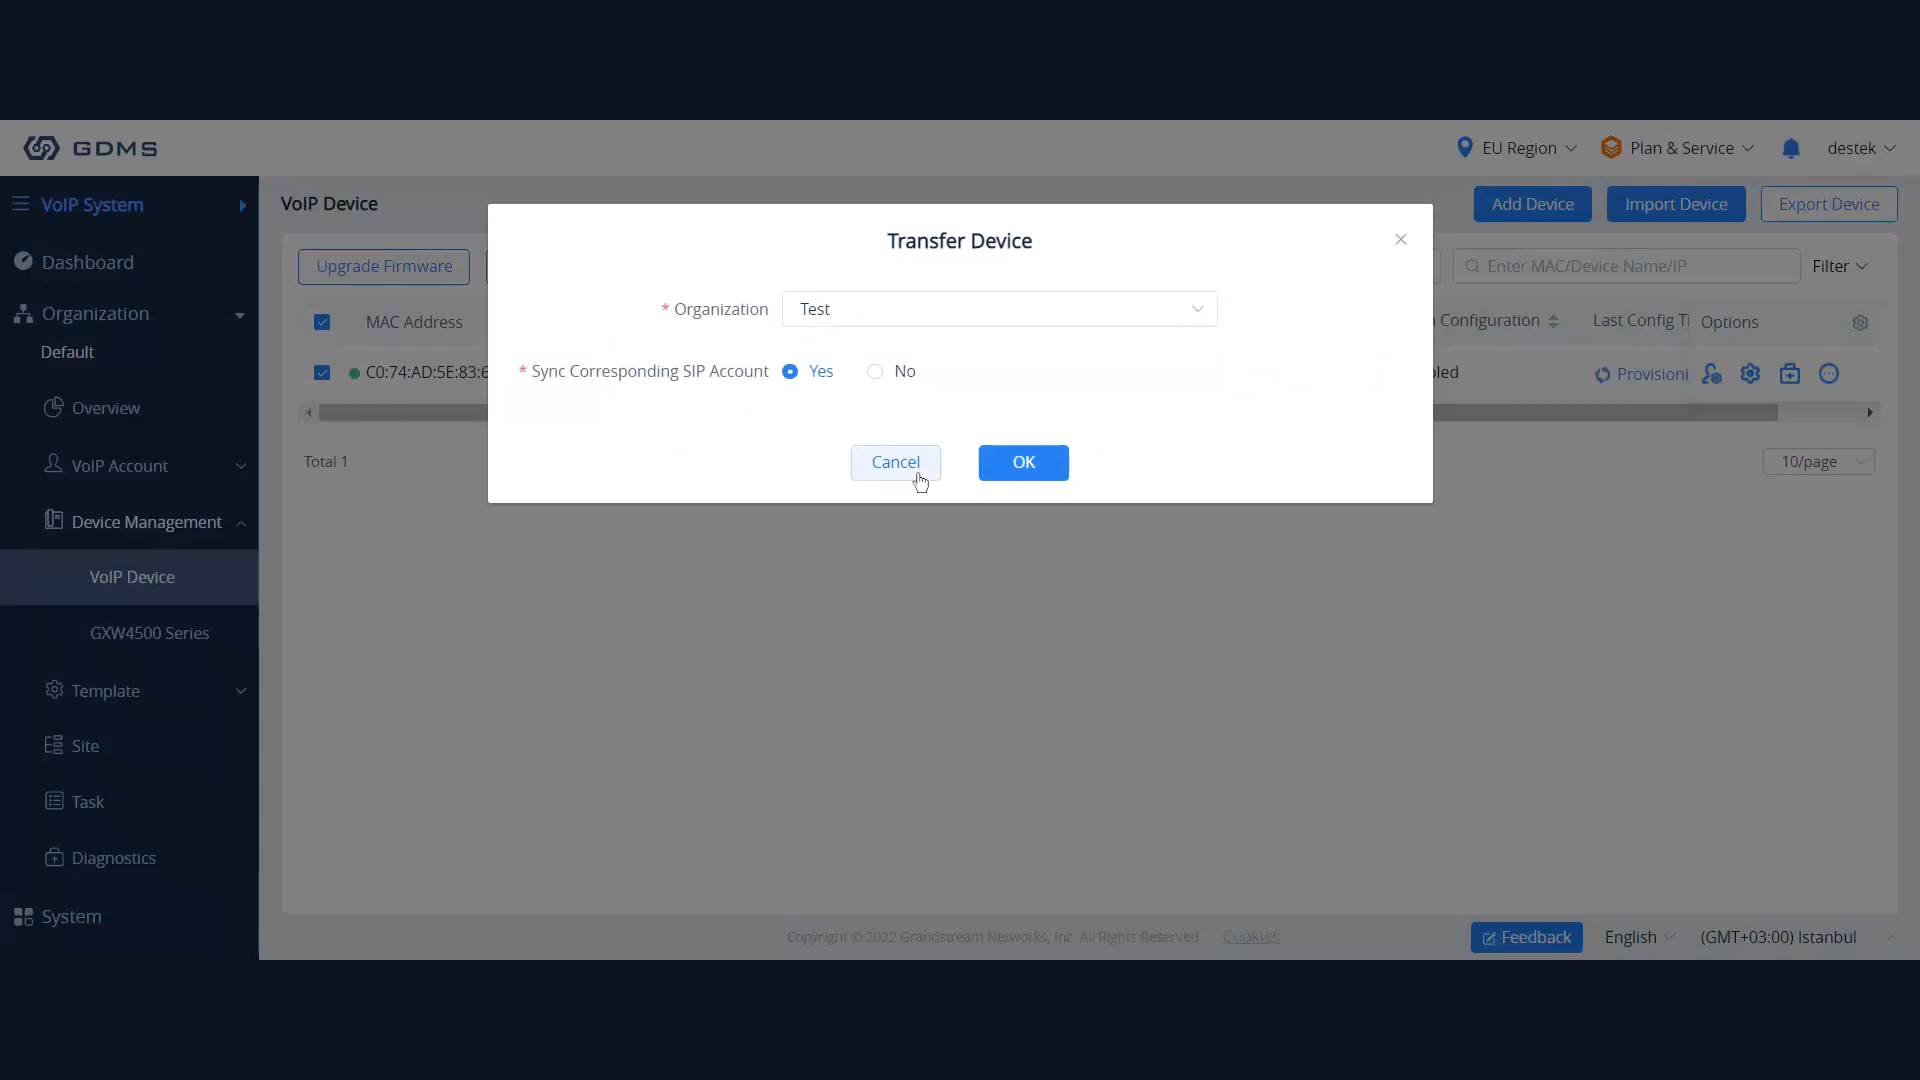 GDMS
EU Region
Plan & Service
destek
VoIP System
VoIP Device
Add Device
Import Device
Export Device
Transfer Device
Dashboard
Upgrade Firmware
Enter MAC/Device Name/IP
Filter
Organization
* Organization
Test
MAC Address
Configuration
Last Config Ti
Options
Default
C0:74:AD:5E:83:6
* Sync Corresponding SIP Account
Yes
No
Provisioni
Overview
Total 1
Cancel
OK
10/page
VoIP Account
Device Management
VoIP Device
GXW4500 Series
Template
Site
Task
Diagnostics
System
Copyright © 2022 Grandstream Networks, Inc. All Rights Reserved
Cookies
Feedback
English
(GMT+03:00) Istanbul